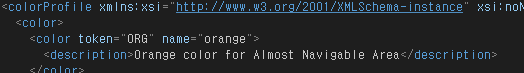 <colorProfile xmlns:xsi="http://www.w3.org/2001/XMLSchema-instance" xsi:noN
<color>
<color token="ORG" name="orange">
<description>Orange color for Almost Navigable Area</description>
</color>